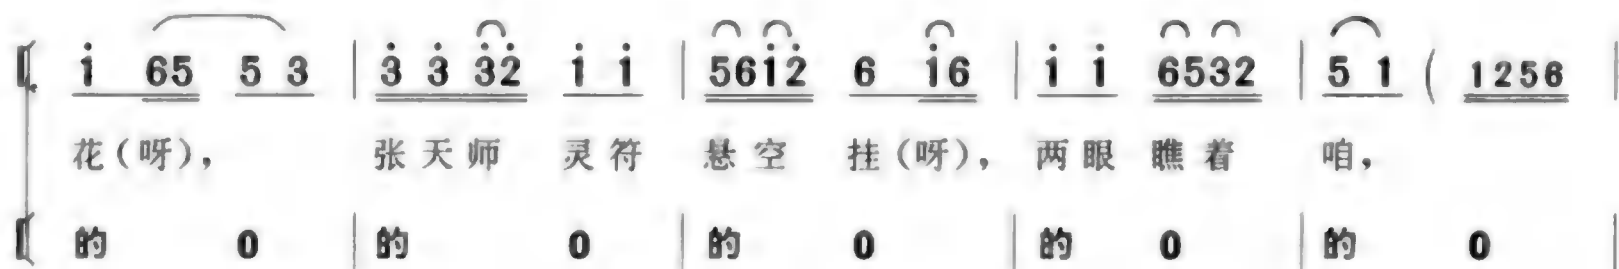 i 65 5 3 | 3 3 32 i i | 56i2 6 i6 | i i 6532 | 5 1 ( 1256 |
花(呀), 张天师 灵符 悬空 挂(呀), 两眼 瞧着 咱,
的 0 | 的 0 | 的 0 | 的 0 | 的 0 |